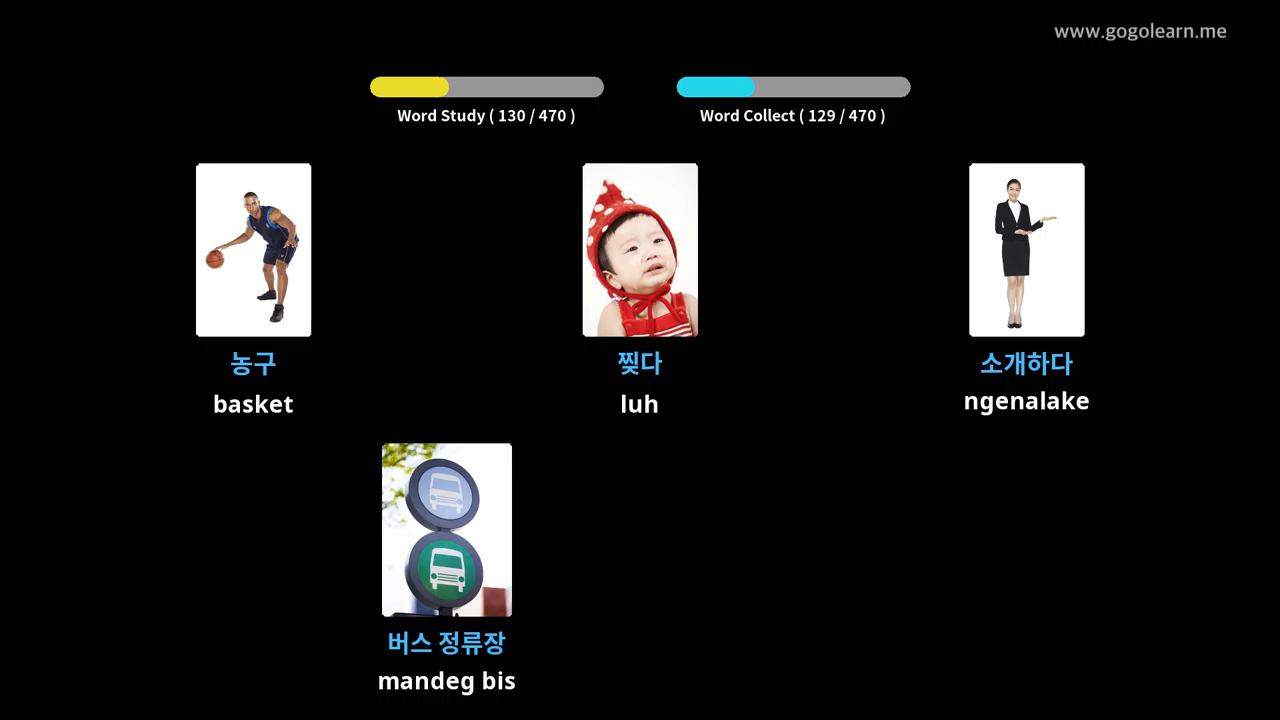 www.gogolearn.me
Word Study ( 130 / 470 )
Word Collect ( 129 / 470 )
농구
찢다
소개하다
basket
luh
ngenalake
버스 정류장
mandeg bis